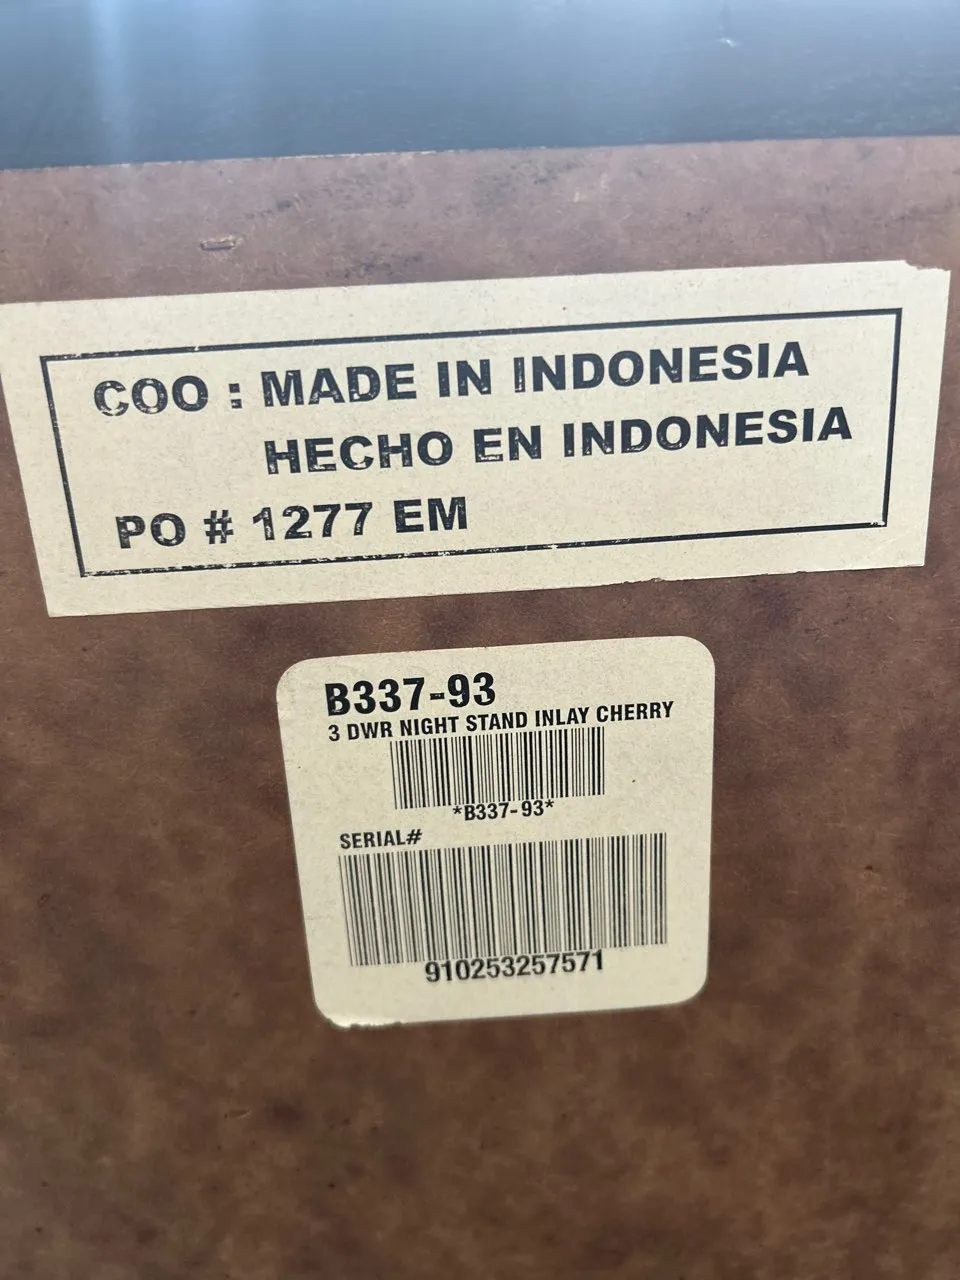 COO : MADE IN INDONESIA
HECHO EN INDONESIA
PO # 1277 EM
B337-93
3 DWR NIGHT STAND INLAY CHERRY
*B337-93*
SERIAL#
910253257571